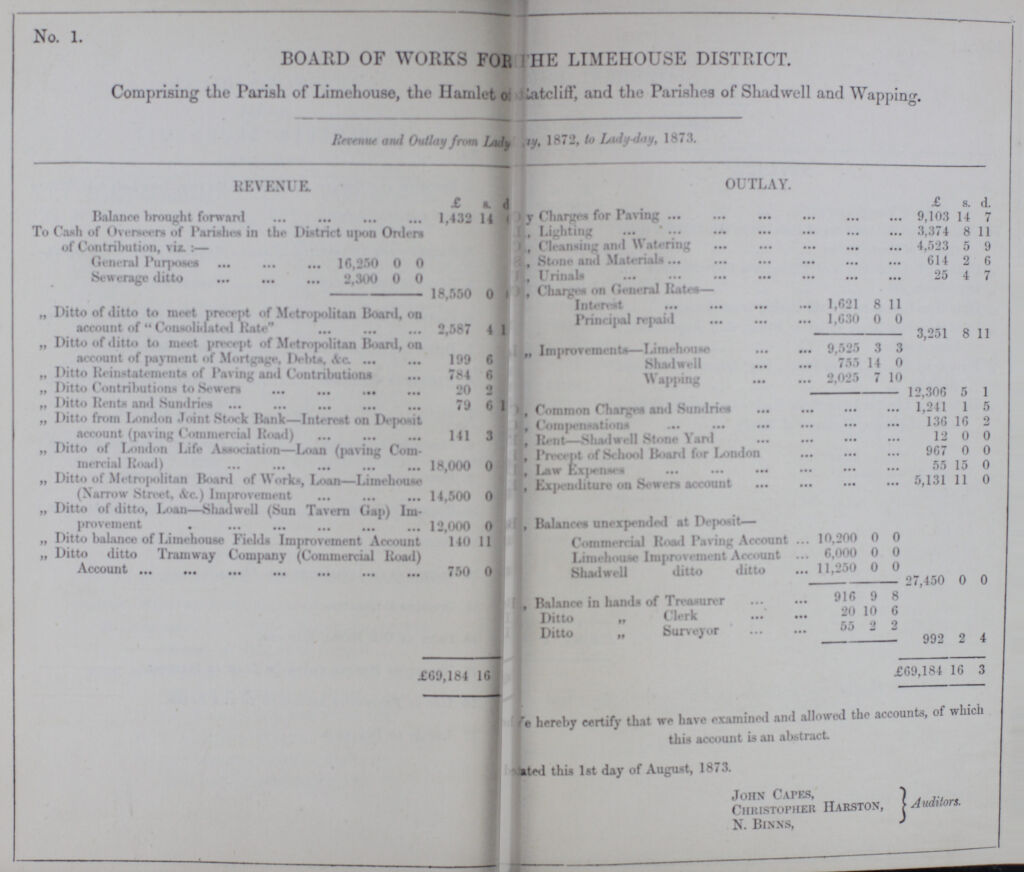 No. 1.
BOARD OF WORKS FOR THE LIMEHOUSE DISTRICT.
Comprising the Parish of Limehouse, the Hamlet of Ratcliff, and the Parishes of Shadwell and Wapping.
Revenue and Outlay from Lady-day, 1872, to Lady-day, 1873.
REVENUE.
£ s. d
Balance brought forward ... ... ... ... 1,432 14
To Cash of Overseers of Parishes in the District upon Orders
of Contribution, viz. :—
General Purposes ... ... ... 16,250 0 0
Sewerage ditto ... ... ... 2,300 0 0
18,550 0
„ Ditto of ditto to meet precept of Metropolitan Board, on
account of "Consolidated Rate" ... ... ... 2,587 4 1
„ Ditto of ditto to meet precept of Metropolitan Board, on
account of payment of Mortgage, Debts, &c. ... ... 199 6
„ Ditto Reinstatements of Paving and Contributions ... 784 6
„ Ditto Contributions to Sewers ... ... ... ... 20 2
„ Ditto Rents and Sundries ... ... ... ... ... 79 6 1
„ Ditto from London Joint Stock Bank—Interest on Deposit
account (paving Commercial Road) ... ... ... 141 3
„ Ditto of London Life Association—Loan (paving Com-
mercial Road) ... ... ... ... ... 18,000 0
„ Ditto of Metropolitan Board of Works, Loan—Limehouse
(Narrow Street, &c.) Improvement ... ... ... 14,500 0
„ Ditto of ditto, Loan—Shadwell (Sun Tavern Gap) Im-
provement . ... ... ... ... ... 12,000 0
„ Ditto balance of Limehouse Fields Improvement Account 140 11
„ Ditto ditto Tramway Company (Commercial Road)
Account ... ... ... ... ... ... ... 750 0
£69,184 16
OUTLAY.
£ s. d.
y Charges for Paving ... ... ... ... ... ... 9,103 14 7
, Lighting ... ... ... ... ... ... 3,374 8 11
, Cleansing and Watering ... ... ... ... ... 4,523 5 9
, Stone and Materials ... ... ... ... ... ... 614 2 6
, Urinals ... ... ... ... ... ... 25 4 7
, Charges on General Rates—
Interest ... ... ... ... 1,621 8 11
Principal repaid ... ... ... 1,630 0 0
3,251 8 11
„ Improvements—Limehouse ... ... 9,525 3 3
Shadwell ... ... 755 14 0
Wapping ... ... 2,025 7 10
12,306 5 1
, Common Charges and Sundries ... ... ... ... 1,241 1 5
, Compensations ... ... ... ... ... ... 136 16 2
, Rent—Shadwell Stone Yard ... ... ... ... 12 0 0
, Precept of School Board for London ... ... ... 967 0 0
, Law Expenses ... ... ... ... ... ... 55 15 0
, Expenditure on Sewers account ... ... ... ... 5,131 11 0
, Balances unexpended at Deposit—
Commercial Road Paving Account ... 10,200 0 0
Limehouse Improvement Account ... 6,000 0 0
Shadwell ditto ditto ... 11,250 0 0
27,450 0 0
, Balance in hands of Treasurer ... ... 916 9 8
Ditto „ Clerk ... ... 20 10 6
Ditto „ Surveyor ... ... 55 2 2
992 2 4
£69,184 16 3
e hereby certify that we have examined and allowed the accounts, of which
this account is an abstract.
ated this 1st day of August, 1873.
JOHN CAPES,
CHRISTOPHER HARSTON, } Auditors.
N. BINNS,